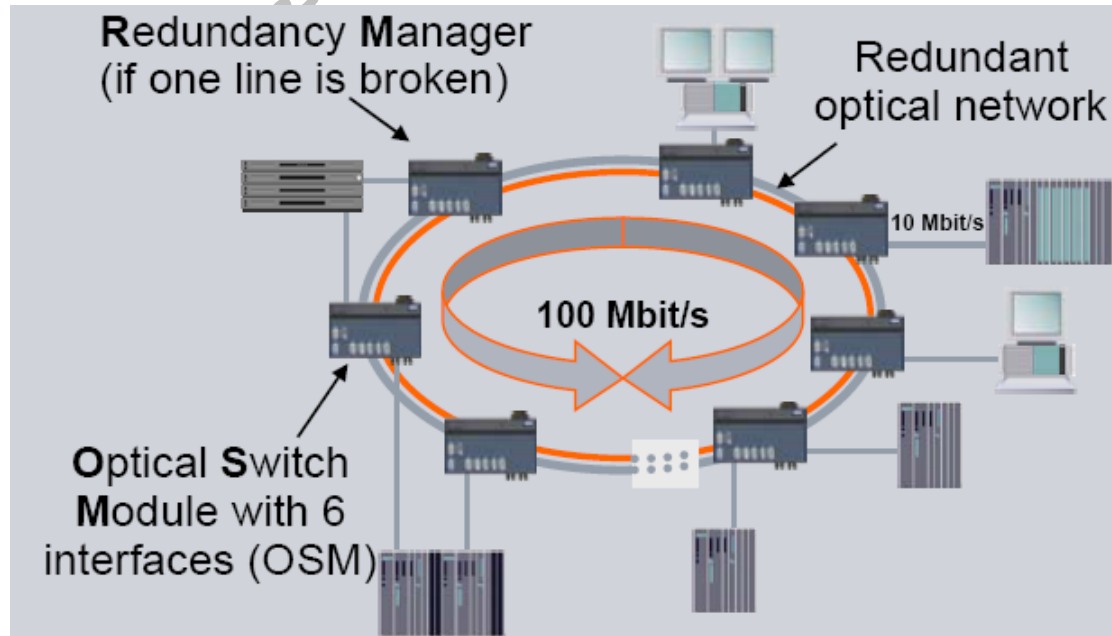 Redundancy Manager
(if one line is broken)
Redundant
optical network
10 Mbit/s
100 Mbit/s
Optical Switch
Module with 6
interfaces (OSM)